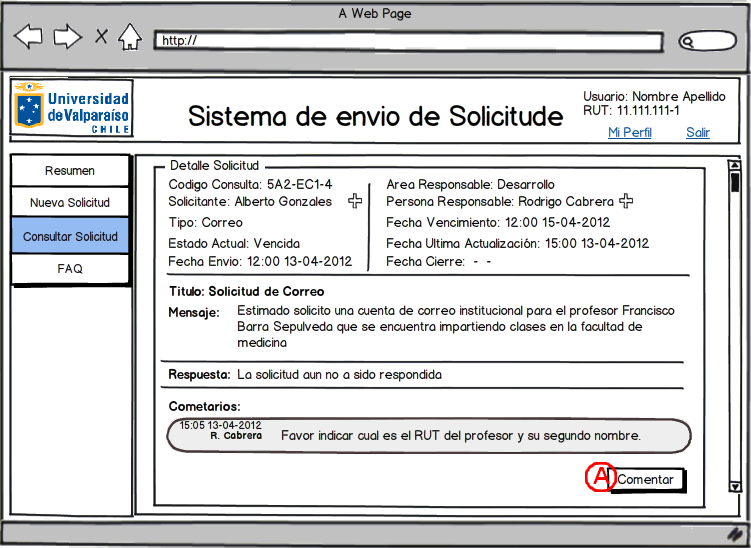 A Web Page
http://
Universidad
de Valparaíso
CHILE
Sistema de envio de Solicitude
Usuario: Nombre Apellido
RUT: 11.111.111-1
Mi Perfil Salir
Resumen
Nueva Solicitud
Consultar Solicitud
FAQ
Detalle Solicitud
Codigo Consulta: 5A2-EC1-4
Solicitante: Alberto Gonzales
Tipo: Correo
Estado Actual: Vencida
Fecha Envio: 12:00 13-04-2012
Area Responsable: Desarrollo
Persona Responsable: Rodrigo Cabrera
Fecha Vencimiento: 12:00 15-04-2012
Fecha Ultima Actualización: 15:00 13-04-2012
Fecha Cierre: - -
Titulo: Solicitud de Correo
Mensaje: Estimado solicito una cuenta de correo institucional para el profesor Francisco
Barra Sepulveda que se encuentra impartiendo clases en la facultad de
medicina
Respuesta: La solicitud aun no a sido respondida
Cometarios:
15:05 13-04-2012
R. Cabrera
Favor indicar cual es el RUT del profesor y su segundo nombre.
A Comentar